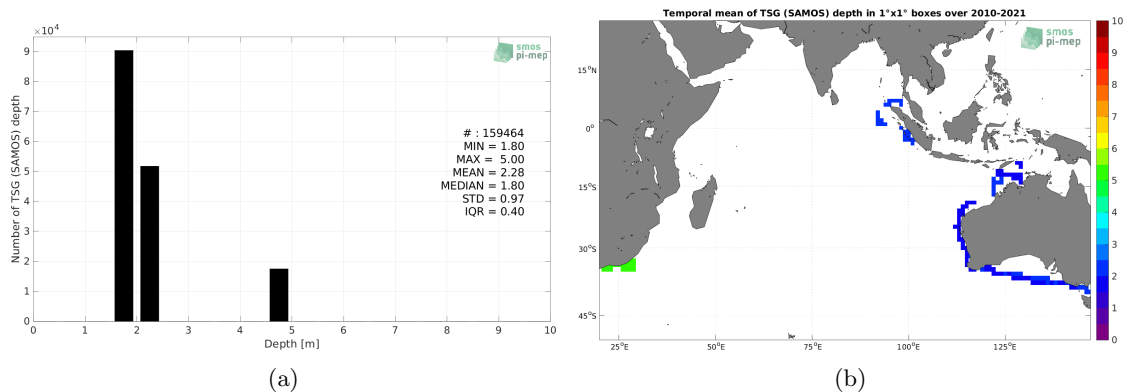 ×10⁴
9
8
7
6
5
4
3
2
1
0
Number of TSG (SAMOS) depth
0 1 2 3 4 5 6 7 8 9 10
Depth [m]
smos
pi-mep
# : 159464
MIN = 1.80
MAX = 5.00
MEAN = 2.28
MEDIAN = 1.80
STD = 0.97
IQR = 0.40
(a)
Temporal mean of TSG (SAMOS) depth in 1°x1° boxes over 2010-2021
smos
pi-mep
15°N
0°
15°S
30°S
45°S
25°E 50°E 75°E 100°E 125°E
10
9
8
7
6
5
4
3
2
1
0
(b)